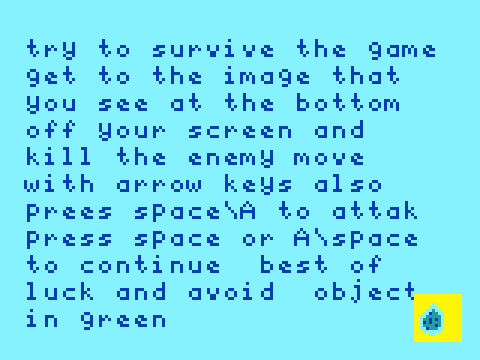 try to survive the game
get to the image that
you see at the bottom
off your screen and
kill the enemy move
with arrow keys also
prees space\A to attak
press space or A\space
to continue  best of
luck and avoid  object
in green